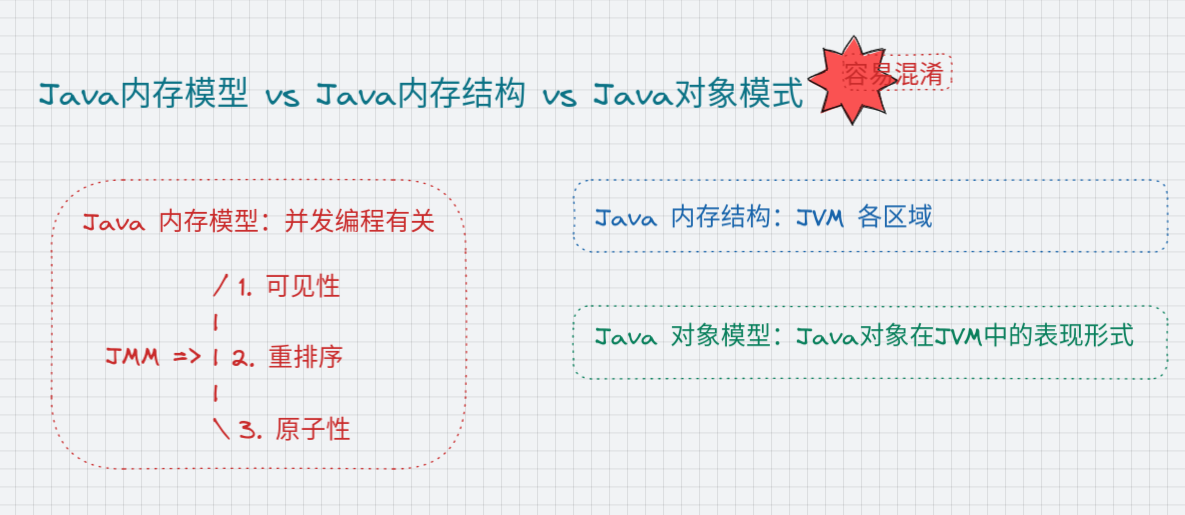 Java内存模型 vs Java内存结构 vs Java对象模式
容易混淆
Java 内存模型：并发编程有关
/ 1. 可见性
|
JMM => | 2. 重排序
|
\ 3. 原子性
Java 内存结构：JVM 各区域
Java 对象模型：Java对象在JVM中的表现形式